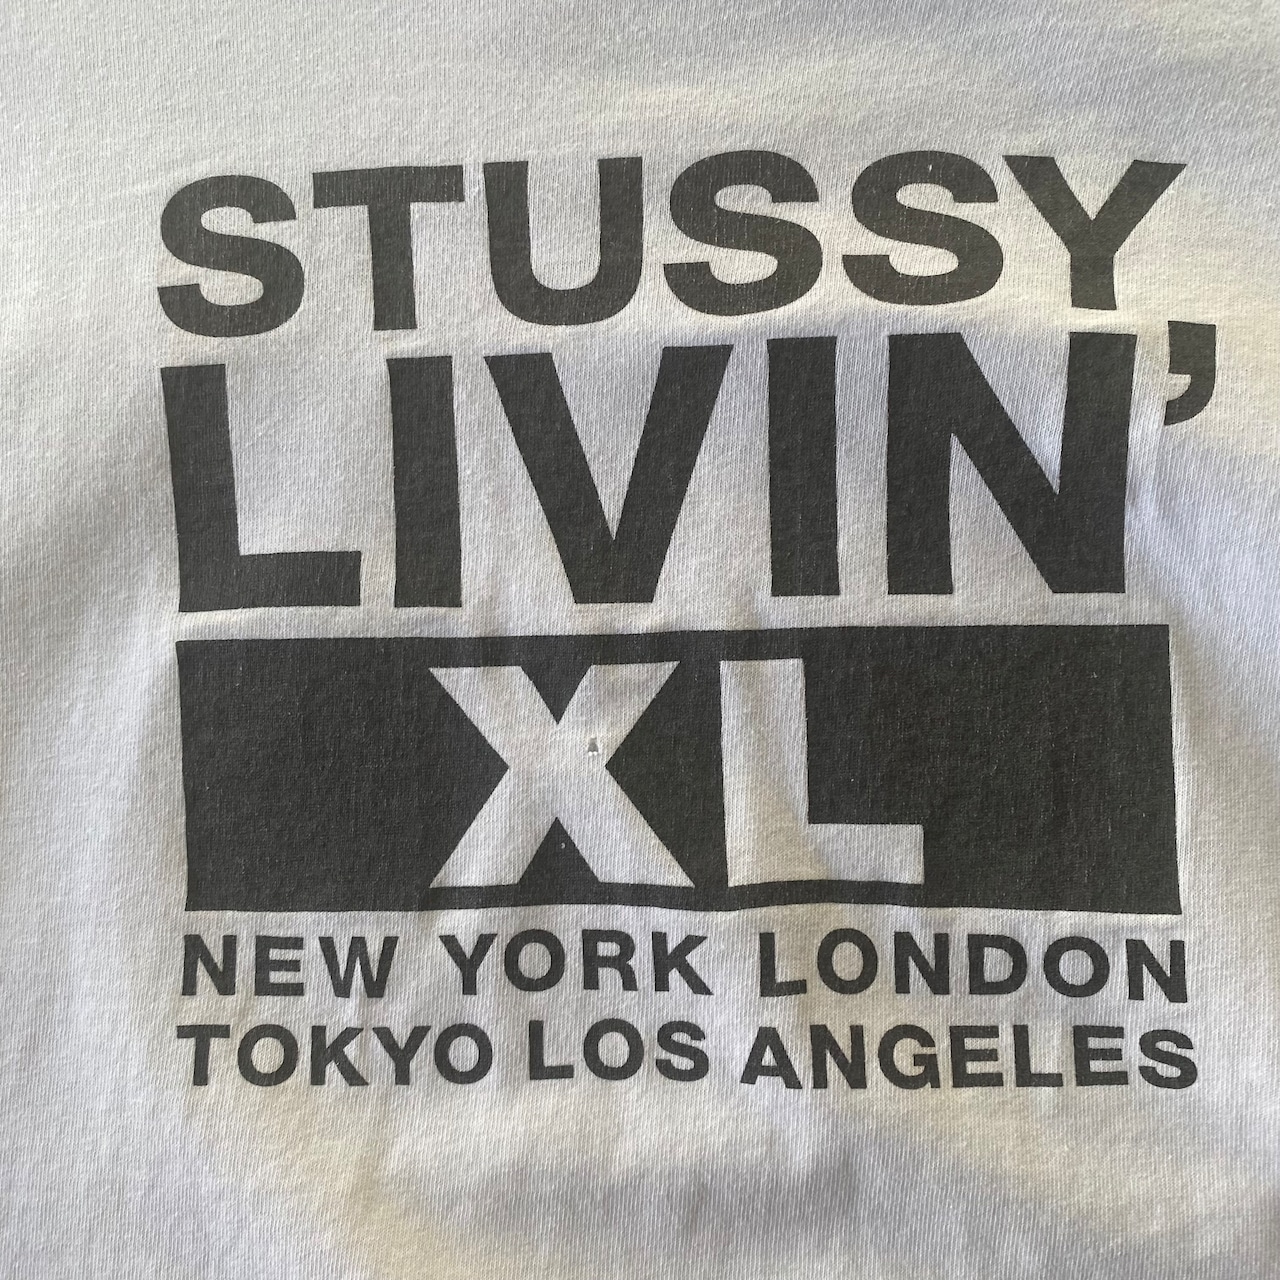 STUSSY
LIVIN'
XL
NEW YORK LONDON
TOKYO LOS ANGELES